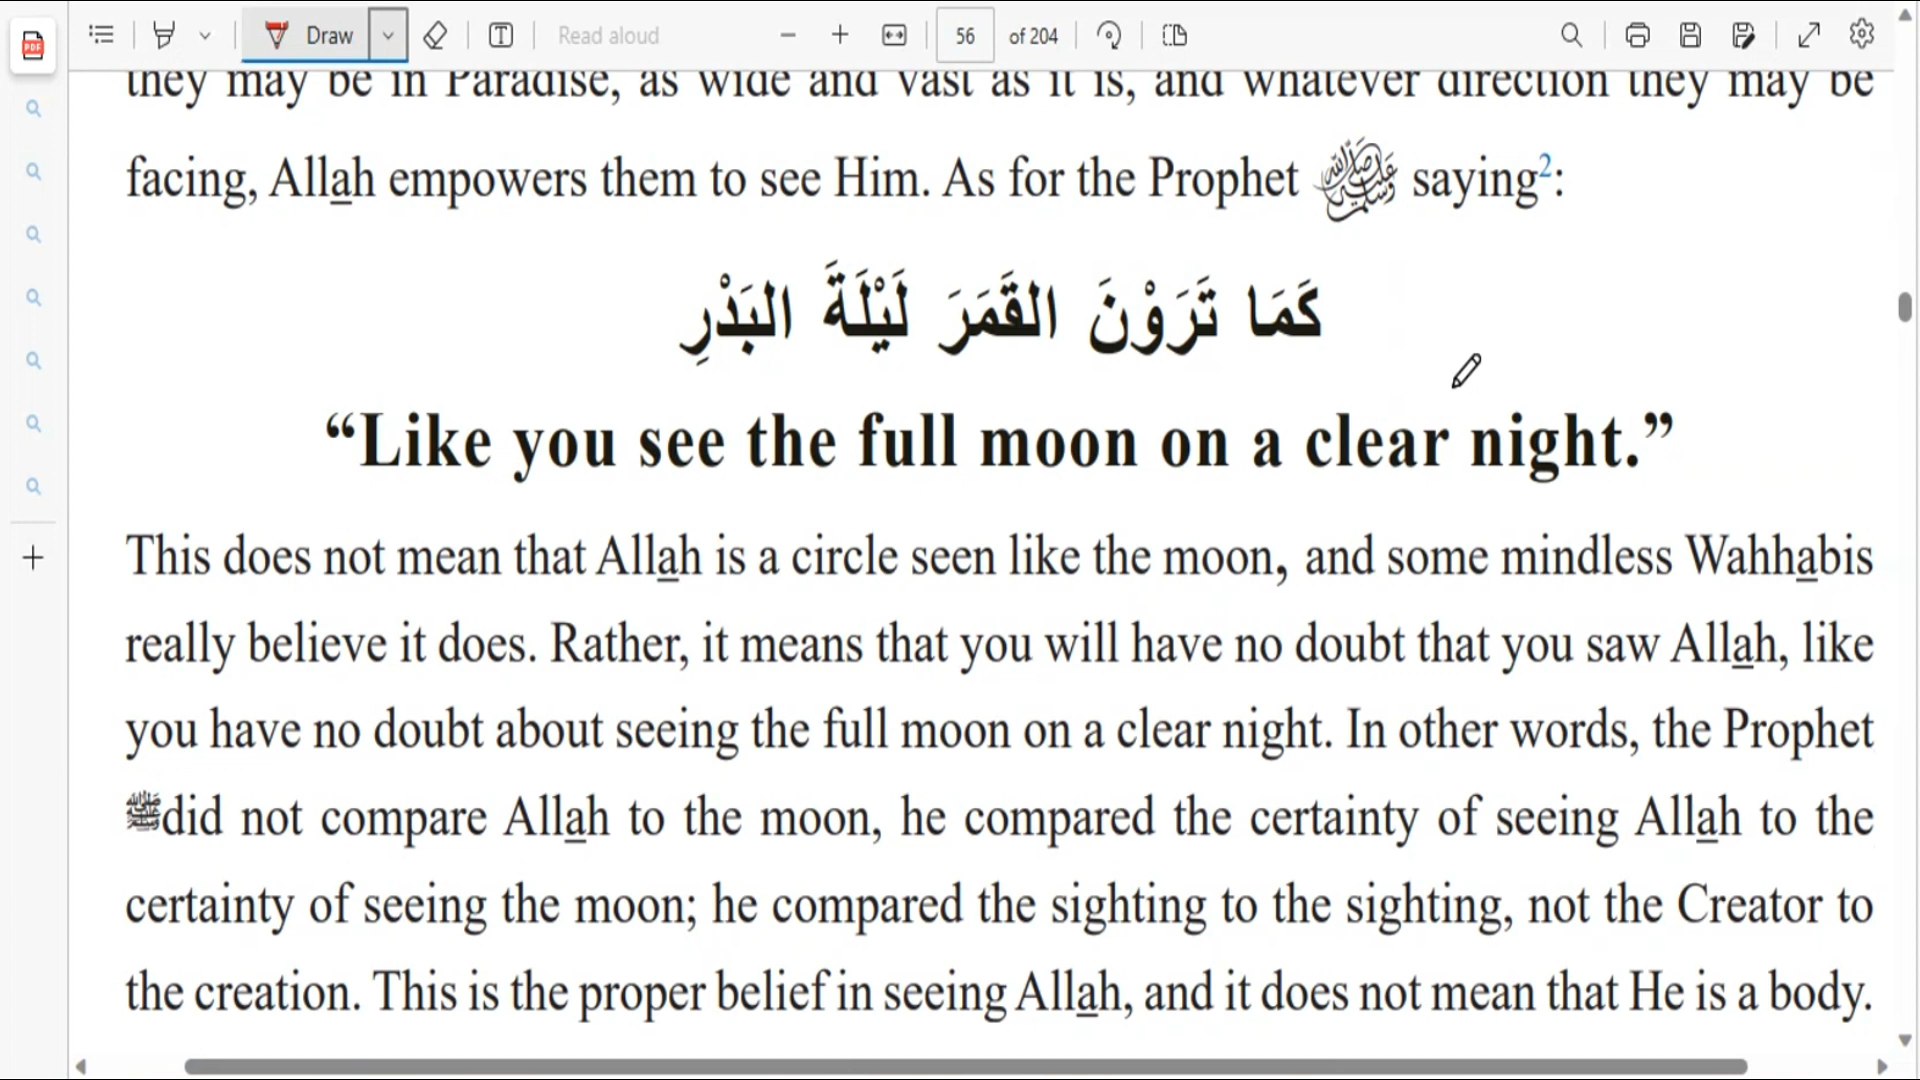 PDF
Draw
Read aloud
56 of 204
they may be in Paradise, as wide and vast as it is, and whatever direction they may be
facing, Allah empowers them to see Him. As for the Prophet ﷺ saying2:
كَمَا تَرَوْنَ القَمَرَ لَيْلَةَ البَدْرِ
“Like you see the full moon on a clear night.”
This does not mean that Allah is a circle seen like the moon, and some mindless Wahhabis
really believe it does. Rather, it means that you will have no doubt that you saw Allah, like
you have no doubt about seeing the full moon on a clear night. In other words, the Prophet
ﷺ did not compare Allah to the moon, he compared the certainty of seeing Allah to the
certainty of seeing the moon; he compared the sighting to the sighting, not the Creator to
the creation. This is the proper belief in seeing Allah, and it does not mean that He is a body.